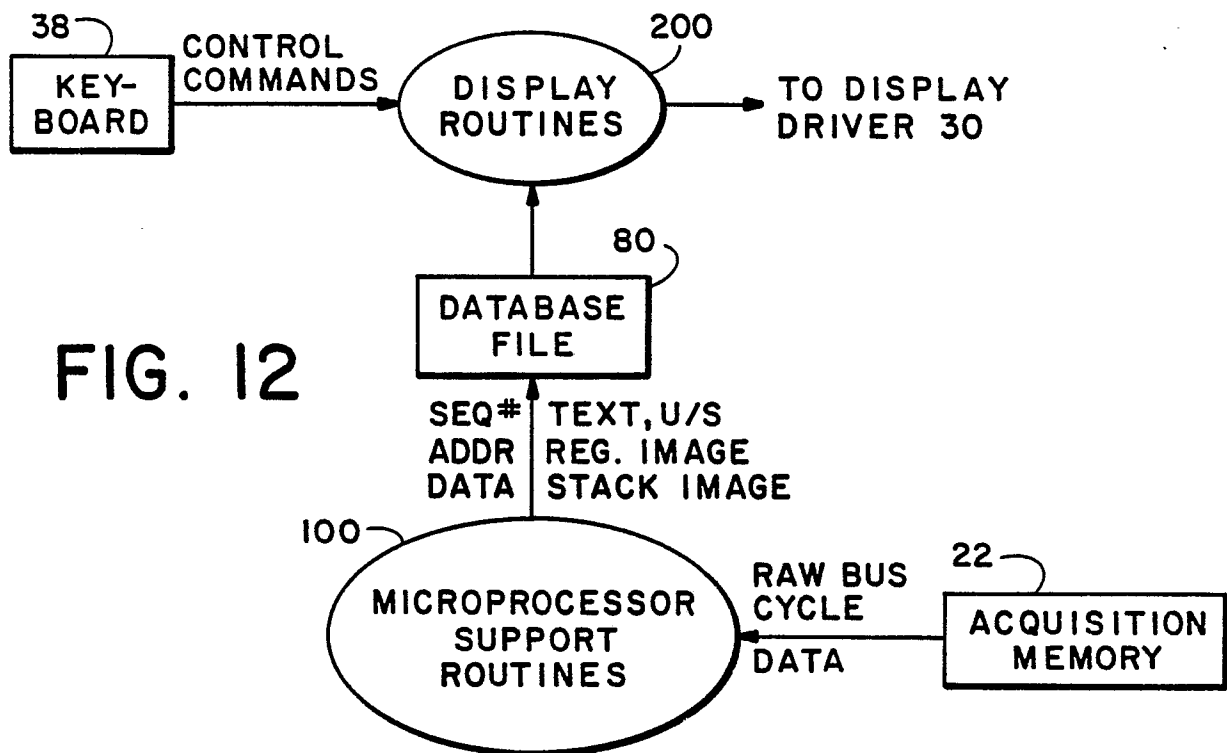 38
KEY-
BOARD
CONTROL
COMMANDS
200
DISPLAY
ROUTINES
TO DISPLAY
DRIVER 30
80
DATABASE
FILE
FIG. 12
SEQ# TEXT, U/S
ADDR REG. IMAGE
DATA STACK IMAGE
100
MICROPROCESSOR
SUPPORT
ROUTINES
RAW BUS
CYCLE
DATA
22
ACQUISITION
MEMORY